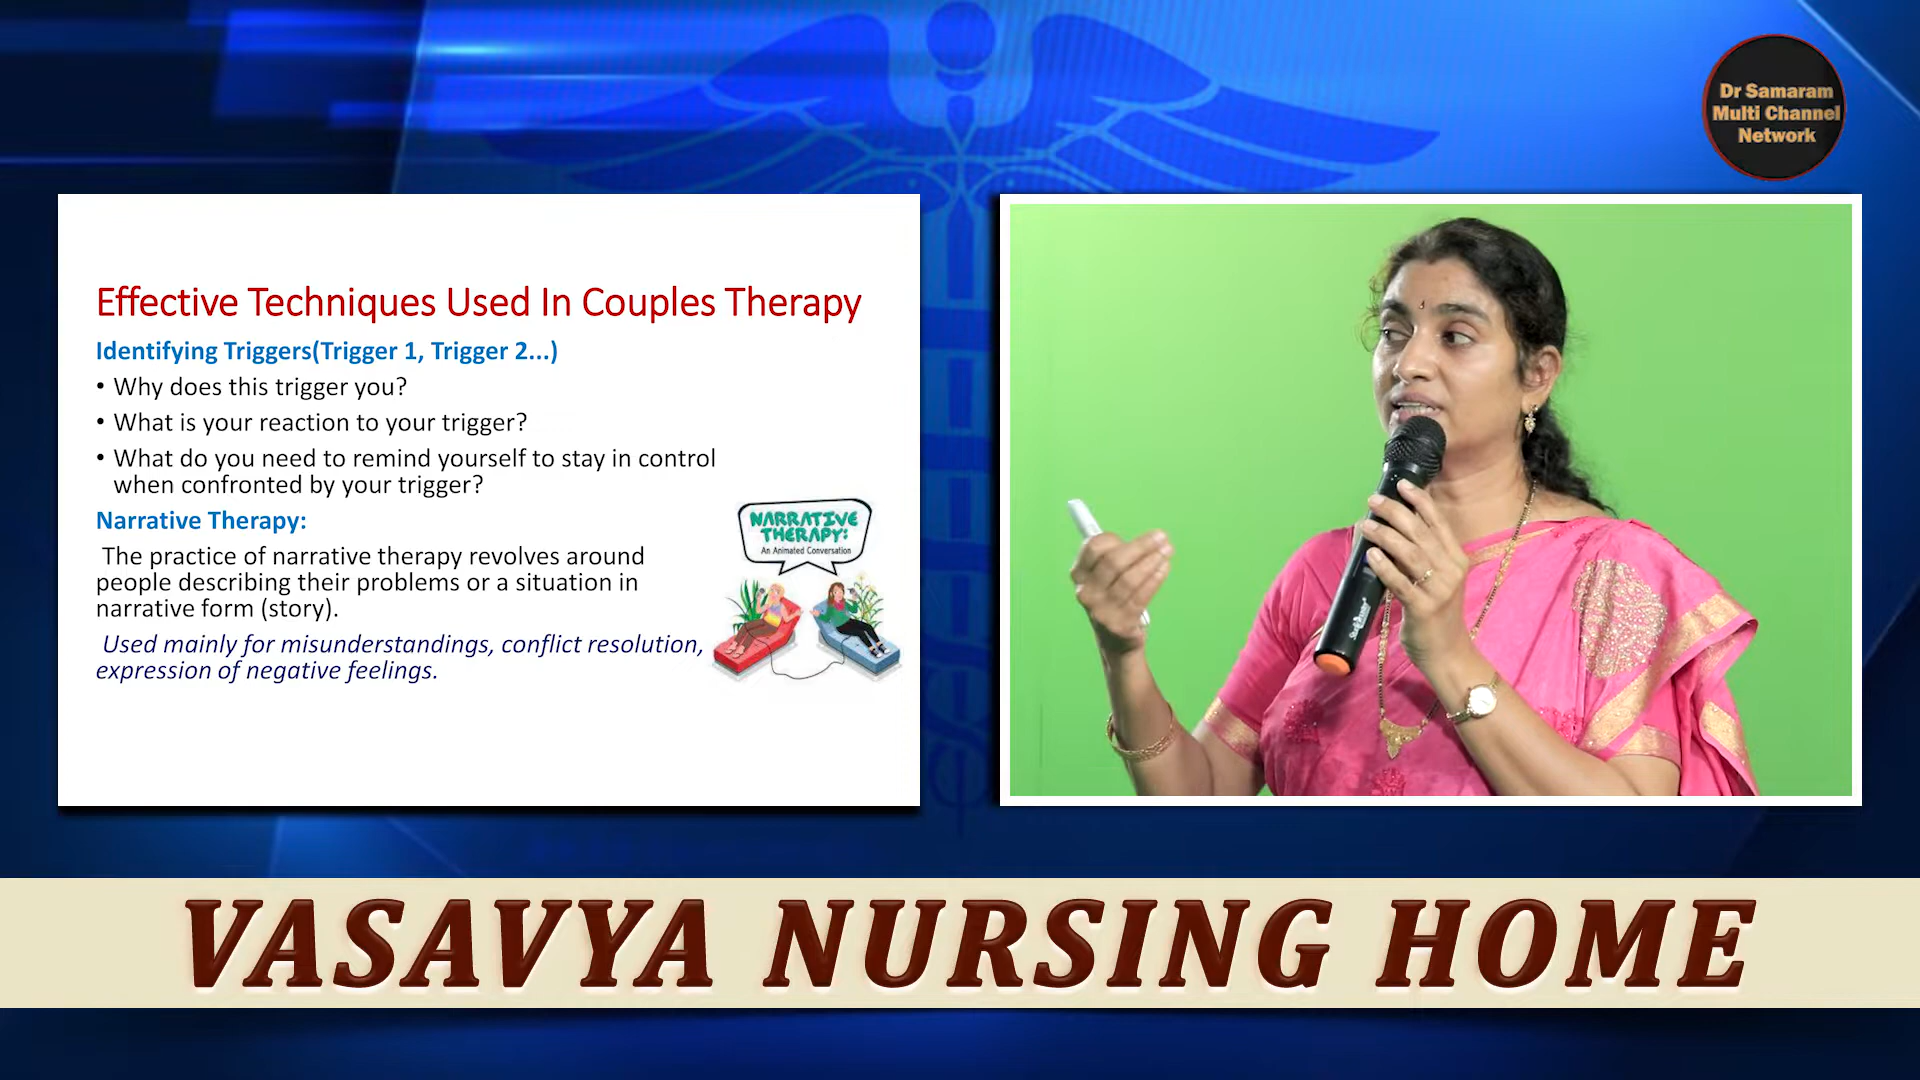 Dr Samaram
Multi Channel
Network
Effective Techniques Used In Couples Therapy
Identifying Triggers(Trigger 1, Trigger 2...)
• Why does this trigger you?
• What is your reaction to your trigger?
• What do you need to remind yourself to stay in control
when confronted by your trigger?
Narrative Therapy:
The practice of narrative therapy revolves around
people describing their problems or a situation in
narrative form (story).
Used mainly for misunderstandings, conflict resolution,
expression of negative feelings.
NARRATIVE
THERAPY:
An Animated Conversation
VASAVYA NURSING HOME